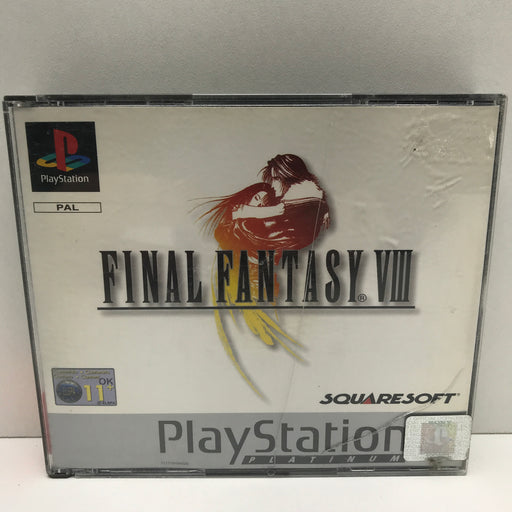 PlayStation
PAL
FINAL FANTASY® VIII
OK
11+
SQUARESOFT
PlayStation
PLATINUM